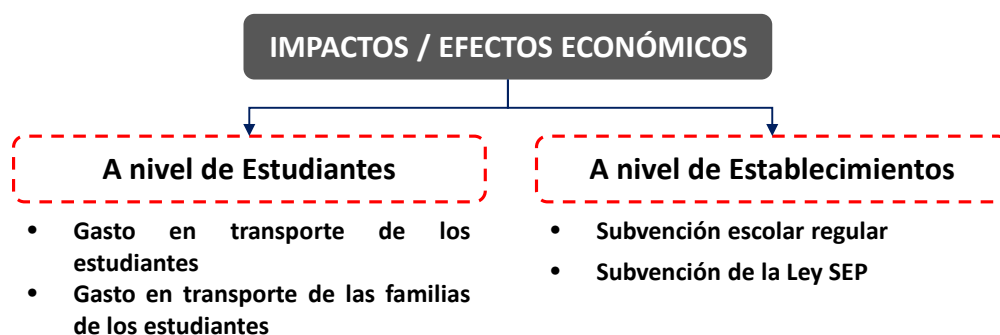 IMPACTOS / EFECTOS ECONÓMICOS
A nivel de Estudiantes
• Gasto en transporte de los
estudiantes
• Gasto en transporte de las familias
de los estudiantes
A nivel de Establecimientos
• Subvención escolar regular
• Subvención de la Ley SEP